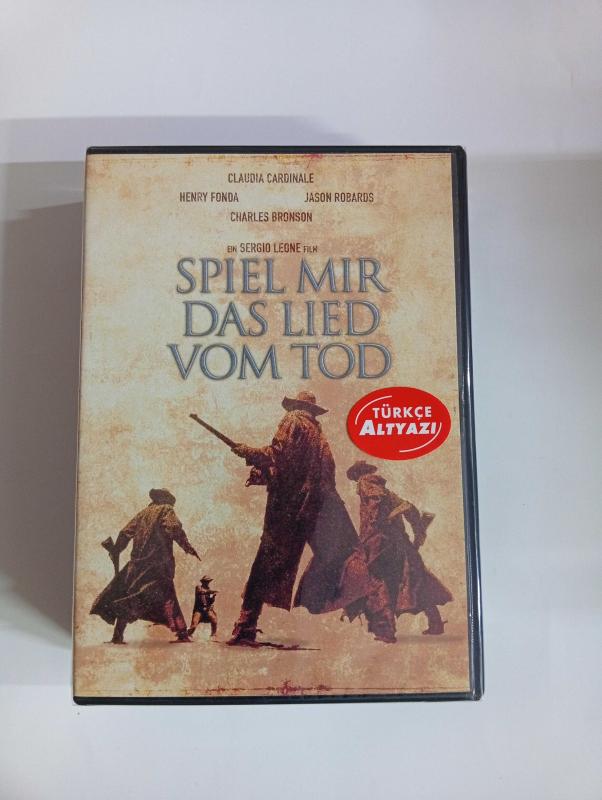 CLAUDIA CARDINALE
HENRY FONDA JASON ROBARDS
CHARLES BRONSON
EIN SERGIO LEONE FILM
SPIEL MIR
DAS LIED
VOM TOD
TÜRKÇE
ALTYAZI